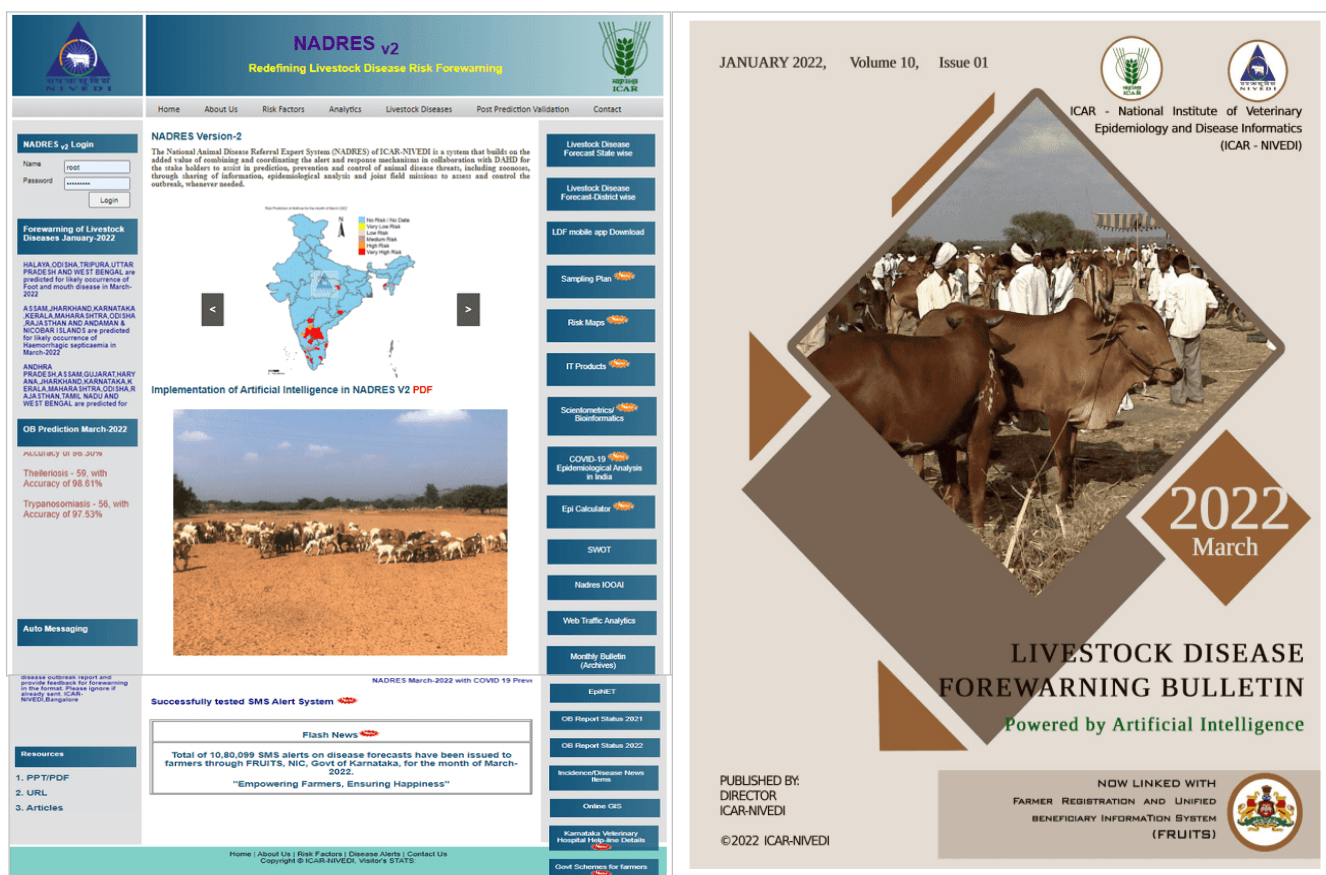 NADRES v2
Redefining Livestock Disease Risk Forewarning
NIVEDI
ICAR
Home About Us Risk Factors Analytics Livestock Diseases Post Prediction Validation Contact
NADRES v2 Login
Name root
Password
Login
Forewarning of Livestock
Diseases January-2022
HALAYA,ODISHA,TRIPURA,UTTAR
PRADESH AND WEST BENGAL are
predicted for likely occurrence of
Foot and mouth disease in March-
2022
ASSAM,JHARKHAND,KARNATAKA
,KERALA,MAHARASHTRA,ODISHA
,RAJASTHAN AND ANDAMAN &
NICOBAR ISLANDS are predicted
for likely occurrence of
Haemorrhagic septicaemia in
March-2022
ANDHRA
PRADESH,ASSAM,GUJARAT,HARY
ANA,JHARKHAND,KARNATAKA,K
ERALA,MAHARASHTRA,ODISHA,R
AJASTHAN,TAMIL NADU AND
WEST BENGAL are predicted for
OB Prediction March-2022
Accuracy of 96.30%
Theileriosis - 59, with
Accuracy of 98.61%
Trypanosomiasis - 56, with
Accuracy of 97.53%
Auto Messaging
disease outbreak report and
provide feedback for forewarning
in the format. Please ignore if
already sent. ICAR-
NIVEDI,Bangalore
Resources
1. PPT/PDF
2. URL
3. Articles
NADRES Version-2
The National Animal Disease Referral Expert System (NADRES) of ICAR-NIVEDI is a system that builds on the
added value of combining and coordinating the alert and response mechanisms in collaboration with DAHD for
the stake holders to assist in prediction, prevention and control of animal disease threats, including zoonoses,
through sharing of information, epidemiological analysis and joint field missions to assess and control the
outbreak, whenever needed.
N
No Risk / No Data
Very Low Risk
Low Risk
Medium Risk
High Risk
Very High Risk
<
>
Implementation of Artificial Intelligence in NADRES V2 PDF
NADRES March-2022 with COVID 19 Prev
Successfully tested SMS Alert System New
Flash News New
Total of 10,80,099 SMS alerts on disease forecasts have been issued to
farmers through FRUITS, NIC, Govt of Karnataka, for the month of March-
2022.
"Empowering Farmers, Ensuring Happiness"
Livestock Disease
Forecast State wise
Livestock Disease
Forecast-District wise
LDF mobile app Download
Sampling Plan New
Risk Maps New
IT Products New
Scientometrics/ New
Bioinformatics
COVID-19 New
Epidemiological Analysis
in India
Epi Calculator New
SWOT
Nadres IOOAI
Web Traffic Analytics
Monthly Bulletin
(Archives)
EpiNET
OB Report Status 2021
OB Report Status 2022
Incidence/Disease News
Items
Online GIS
Karnataka Veterinary
Hospital Help-line Details
New
Govt Schemes for farmers
Home | About Us | Risk Factors | Disease Alerts | Contact Us
Copyright © ICAR-NIVEDI. Visitor's STATS:
JANUARY 2022, Volume 10, Issue 01
ICAR
NIVEDI
ICAR - National Institute of Veterinary
Epidemiology and Disease Informatics
(ICAR - NIVEDI)
2022
March
LIVESTOCK DISEASE
FOREWARNING BULLETIN
Powered by Artificial Intelligence
PUBLISHED BY:
DIRECTOR
ICAR-NIVEDI
©2022 ICAR-NIVEDI
NOW LINKED WITH
FARMER REGISTRATION AND UNIFIED
BENEFICIARY INFORMATION SYSTEM
(FRUITS)